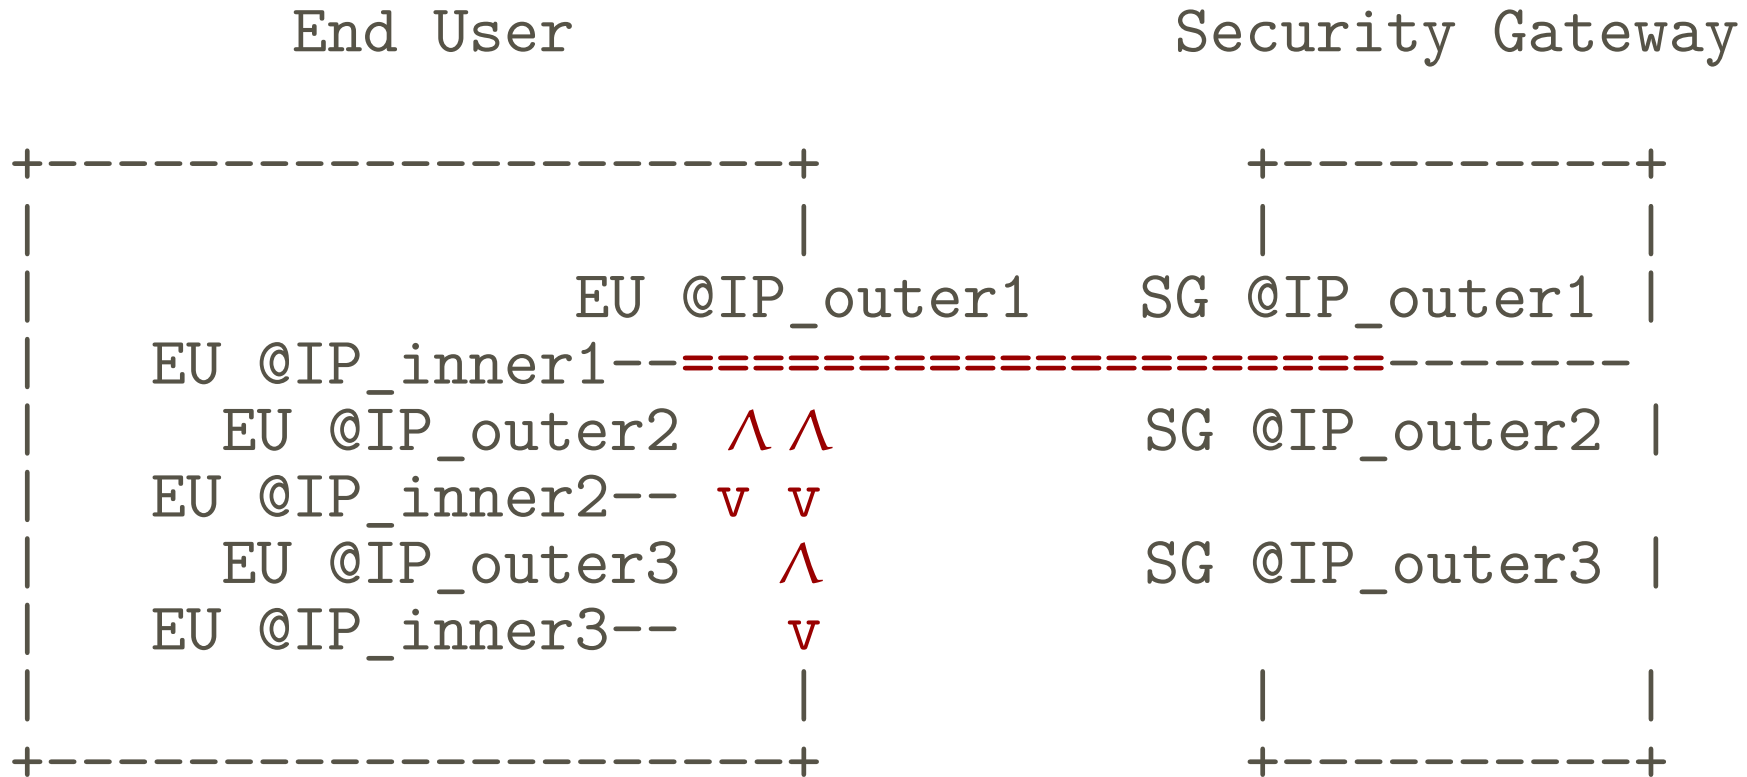 End User Security Gateway
+---------------------+ +----------+
| | | |
| EU @IP_outer1 SG @IP_outer1 |
| EU @IP_inner1--====================-------
| EU @IP_outer2 ^ ^ SG @IP_outer2 |
| EU @IP_inner2-- v v
| EU @IP_outer3 ^ SG @IP_outer3 |
| EU @IP_inner3-- v
| | | |
+---------------------+ +----------+